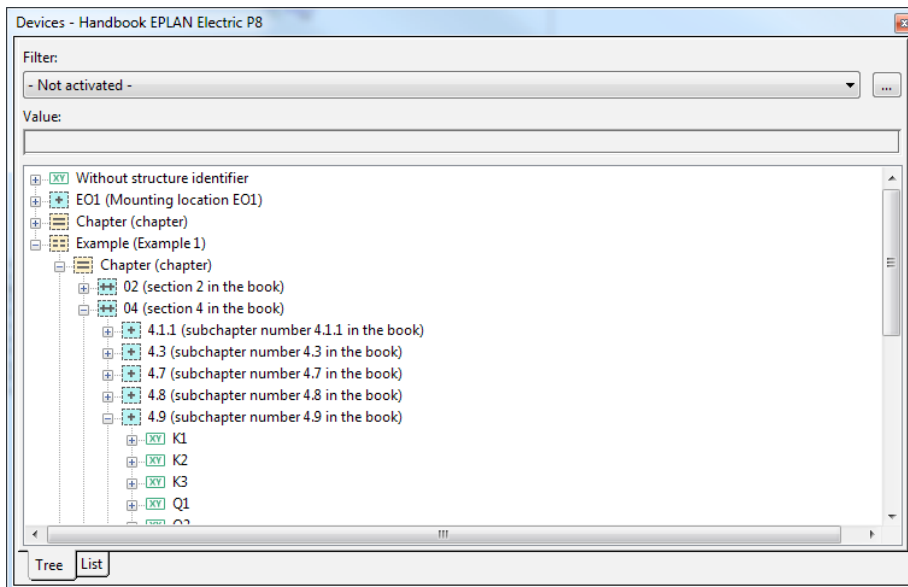 Devices - Handbook EPLAN Electric P8
Filter:
- Not activated -
...
Value:
XY Without structure identifier
EO1 (Mounting location EO1)
Chapter (chapter)
Example (Example 1)
Chapter (chapter)
02 (section 2 in the book)
04 (section 4 in the book)
4.1.1 (subchapter number 4.1.1 in the book)
4.3 (subchapter number 4.3 in the book)
4.7 (subchapter number 4.7 in the book)
4.8 (subchapter number 4.8 in the book)
4.9 (subchapter number 4.9 in the book)
XY K1
XY K2
XY K3
XY Q1
Tree List